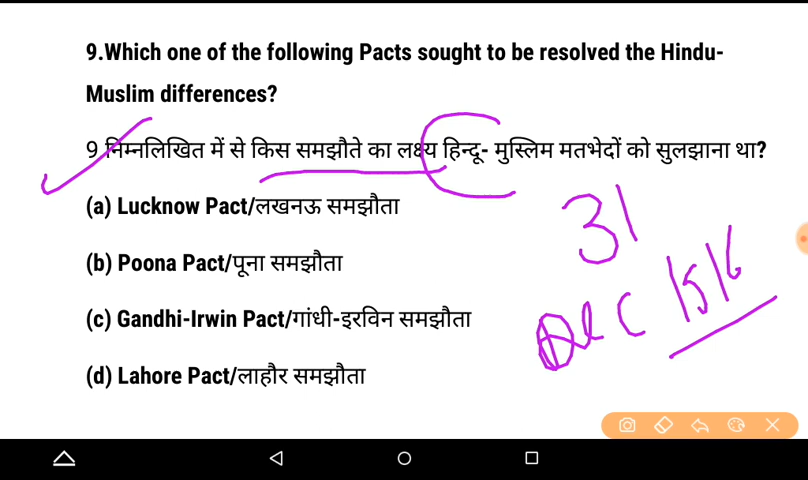 9.Which one of the following Pacts sought to be resolved the Hindu-
Muslim differences?
9.निम्नलिखित में से किस समझौते का लक्ष्य हिन्दू- मुस्लिम मतभेदों को सुलझाना था?
(a) Lucknow Pact/लखनऊ समझौता
(b) Poona Pact/पूना समझौता
(c) Gandhi-Irwin Pact/गांधी-इरविन समझौता
(d) Lahore Pact/लाहौर समझौता
31
Dec 1516